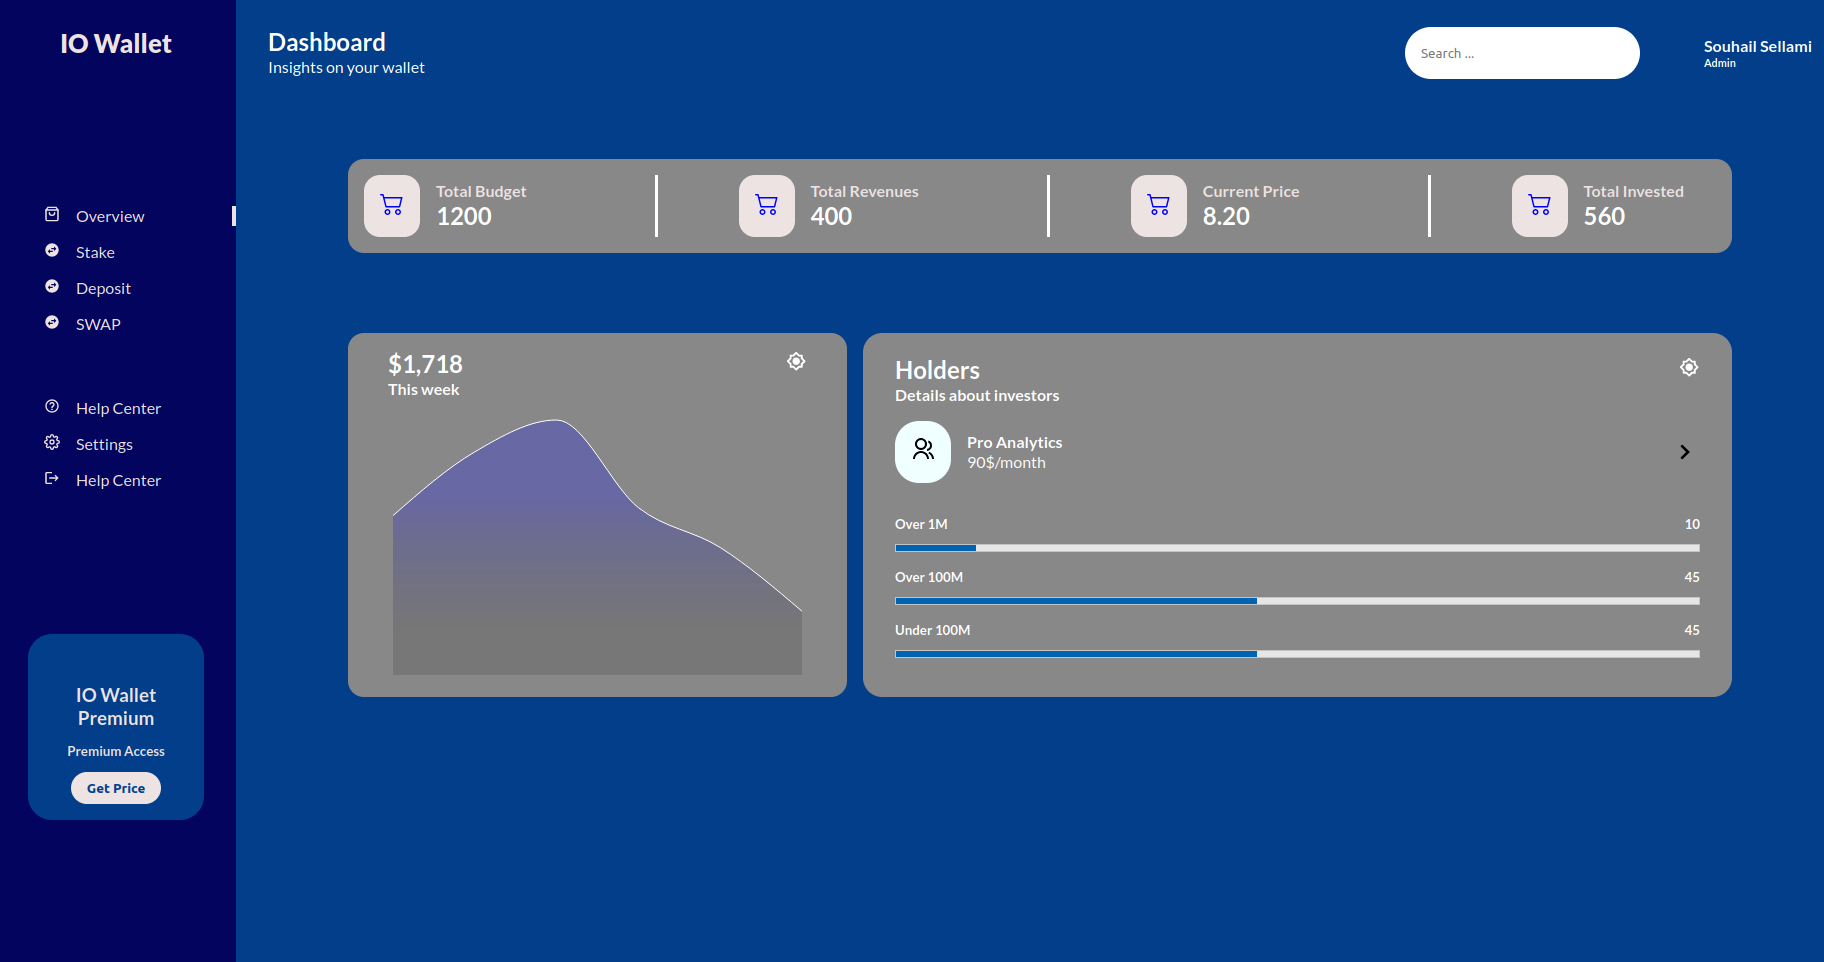 IO Wallet
Overview
Stake
Deposit
SWAP
Help Center
Settings
Help Center
IO Wallet
Premium
Premium Access
Get Price
Dashboard
Insights on your wallet
Search ...
Souhail Sellami
Admin
Total Budget
1200
Total Revenues
400
Current Price
8.20
Total Invested
560
$1,718
This week
Holders
Details about investors
Pro Analytics
90$/month
Over 1M 10
Over 100M 45
Under 100M 45